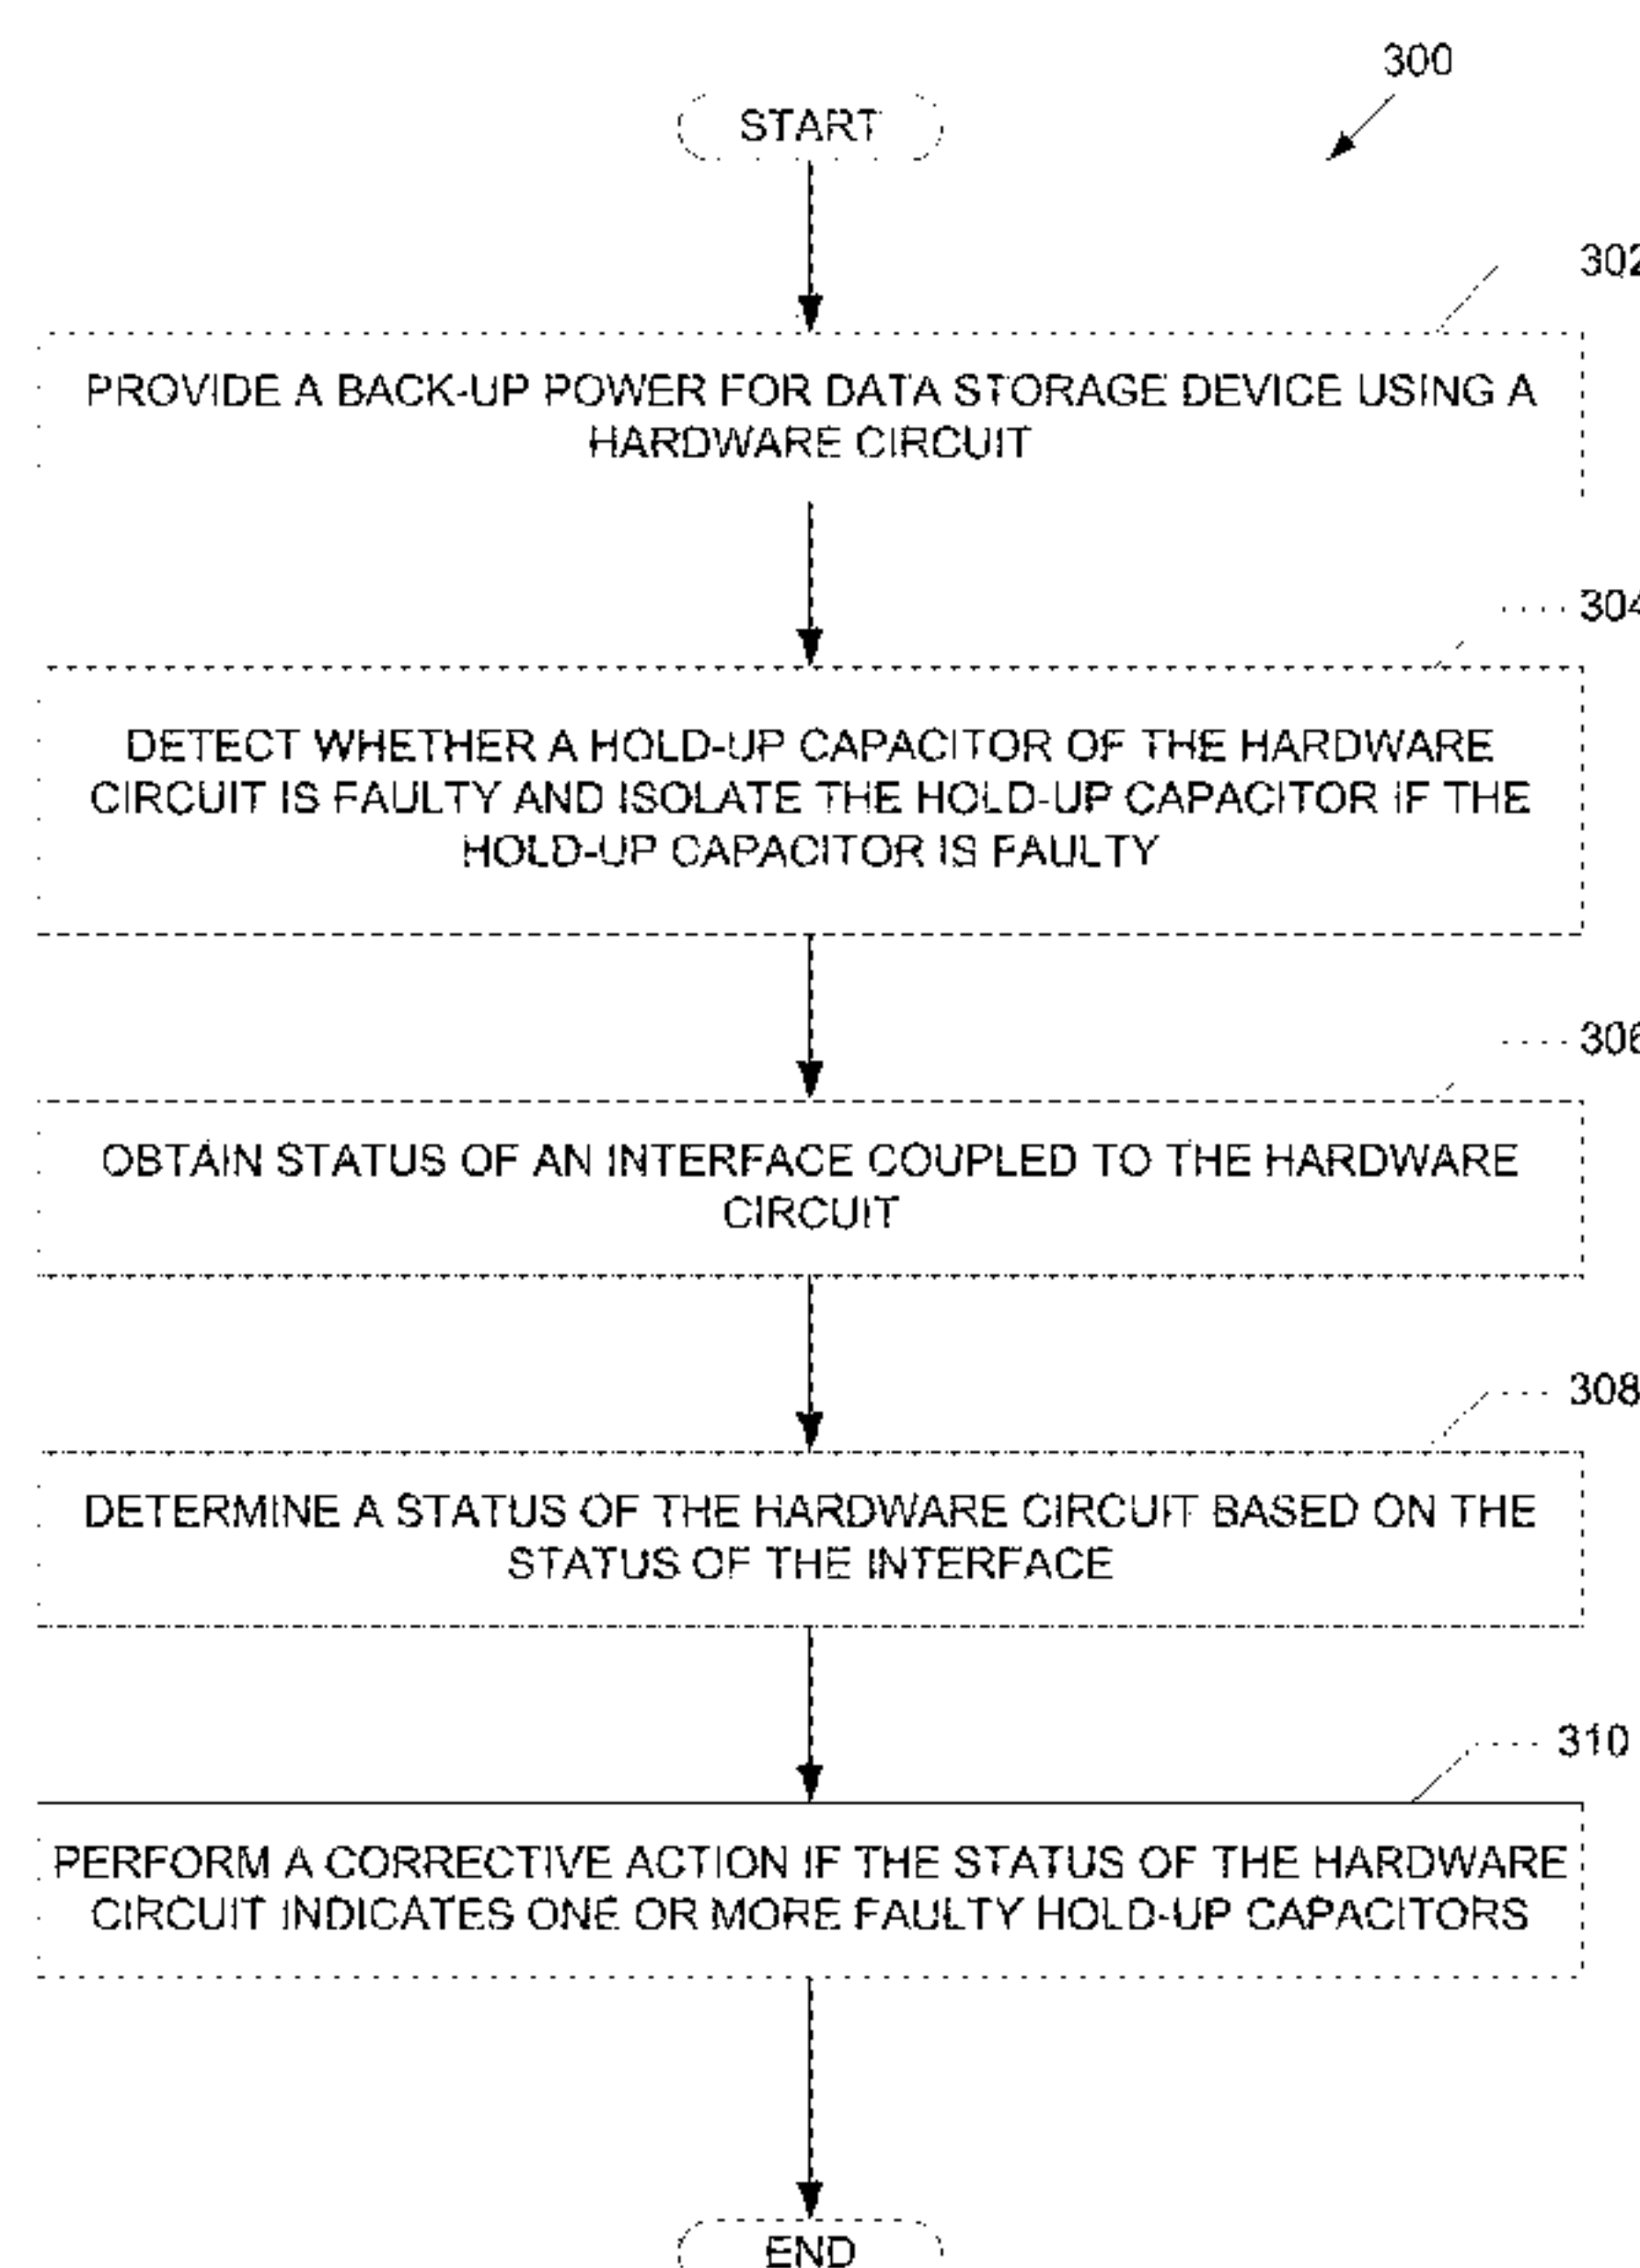 300
START
302
PROVIDE A BACK-UP POWER FOR DATA STORAGE DEVICE USING A
HARDWARE CIRCUIT
304
DETECT WHETHER A HOLD-UP CAPACITOR OF THE HARDWARE
CIRCUIT IS FAULTY AND ISOLATE THE HOLD-UP CAPACITOR IF THE
HOLD-UP CAPACITOR IS FAULTY
306
OBTAIN STATUS OF AN INTERFACE COUPLED TO THE HARDWARE
CIRCUIT
308
DETERMINE A STATUS OF THE HARDWARE CIRCUIT BASED ON THE
STATUS OF THE INTERFACE
310
PERFORM A CORRECTIVE ACTION IF THE STATUS OF THE HARDWARE
CIRCUIT INDICATES ONE OR MORE FAULTY HOLD-UP CAPACITORS
END